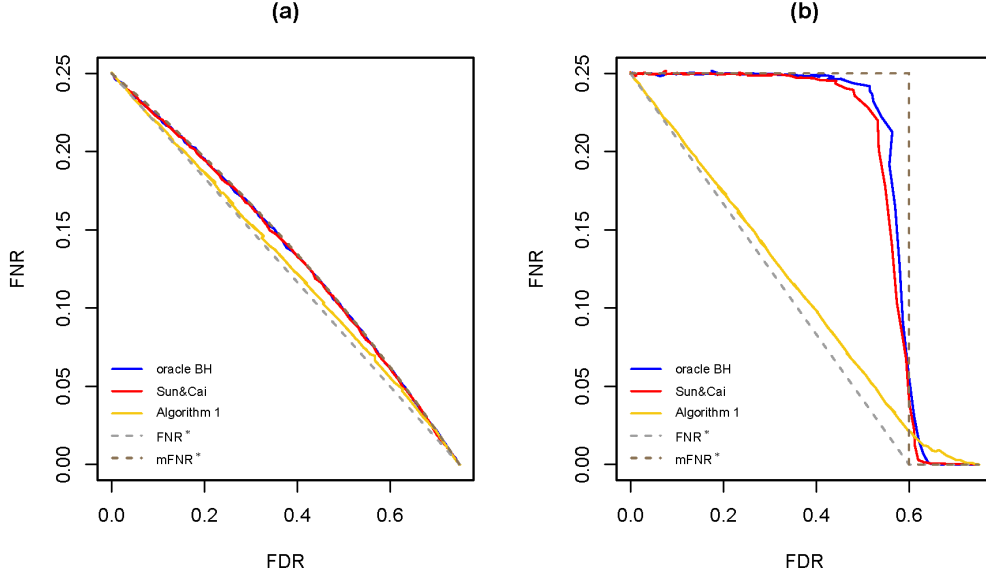 (a)
FNR
0.25
0.20
0.15
0.10
0.05
0.00
oracle BH
Sun&Cai
Algorithm 1
FNR*
mFNR*
0.0 0.2 0.4 0.6
FDR
(b)
FNR
0.25
0.20
0.15
0.10
0.05
0.00
oracle BH
Sun&Cai
Algorithm 1
FNR*
mFNR*
0.0 0.2 0.4 0.6
FDR